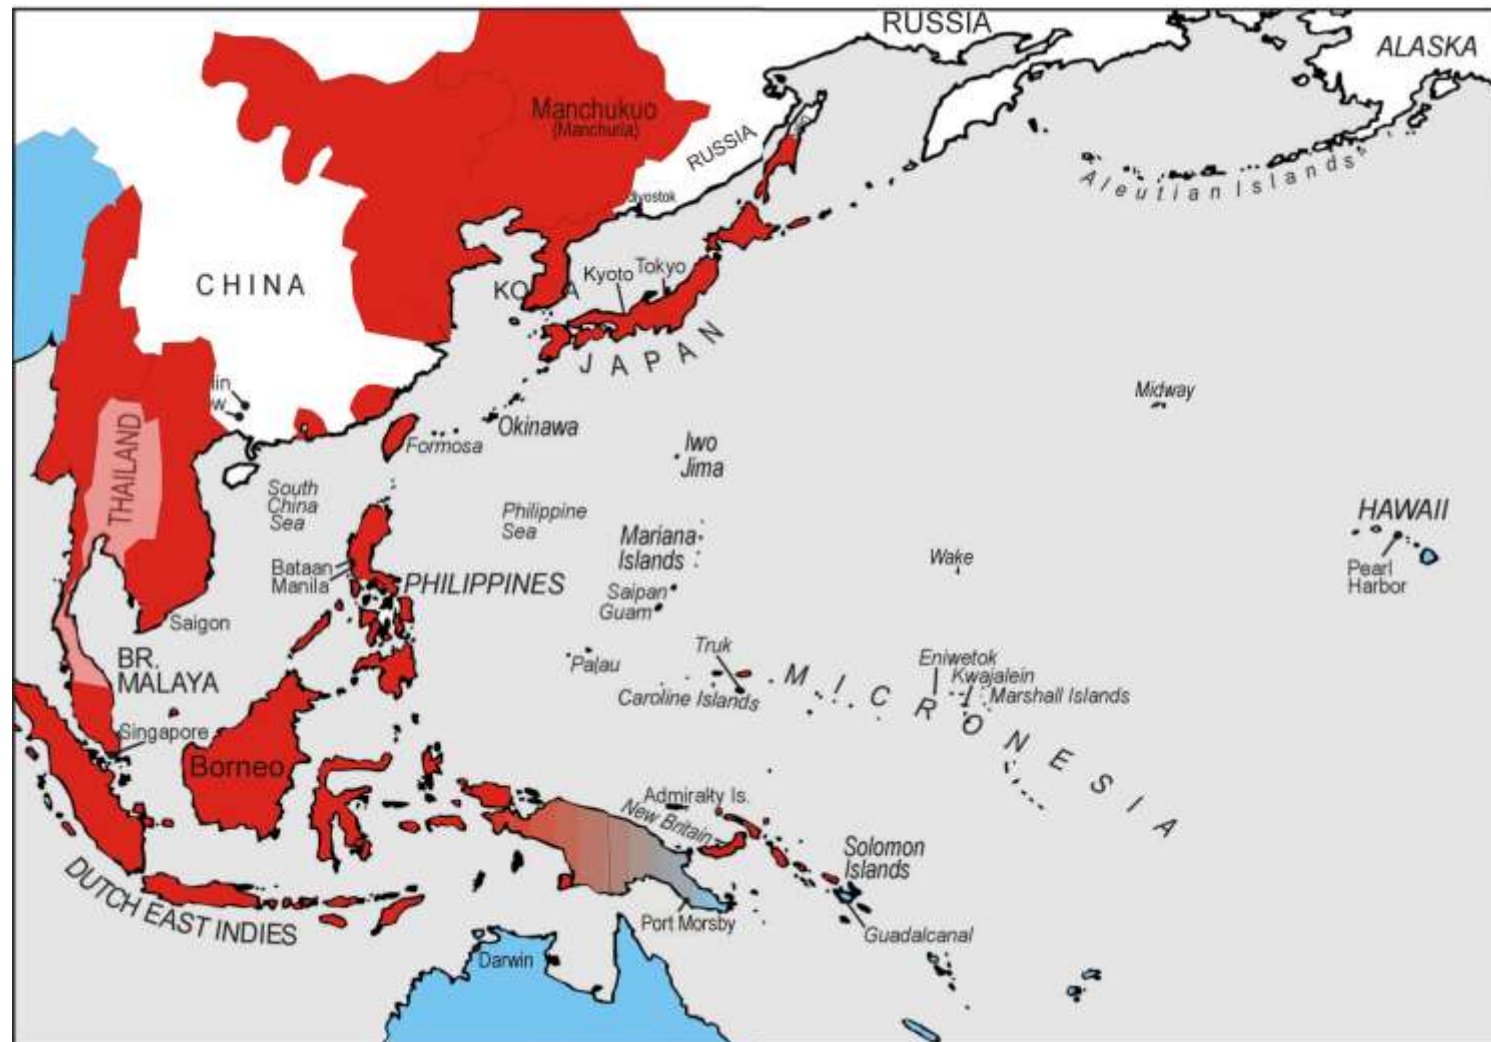 RUSSIA
ALASKA
Manchukuo
(Manchuria)
RUSSIA
Aleutian Islands
CHINA
Kyoto
Tokyo
JAPAN
Midway
THAILAND
Formosa
Okinawa
Iwo
Jima
South
China
Sea
Philippine
Sea
HAWAII
Mariana
Islands
Wake
Bataan
Manila
PHILIPPINES
Pearl
Harbor
Saipan
Guam
Saigon
Truk
BR.
MALAYA
Palau
Eniwetok
Kwajalein
Caroline Islands
Marshall Islands
MICRONESIA
Singapore
Borneo
Admiralty Is.
New Britain
Solomon
Islands
DUTCH EAST INDIES
Port Morsby
Guadalcanal
Darwin